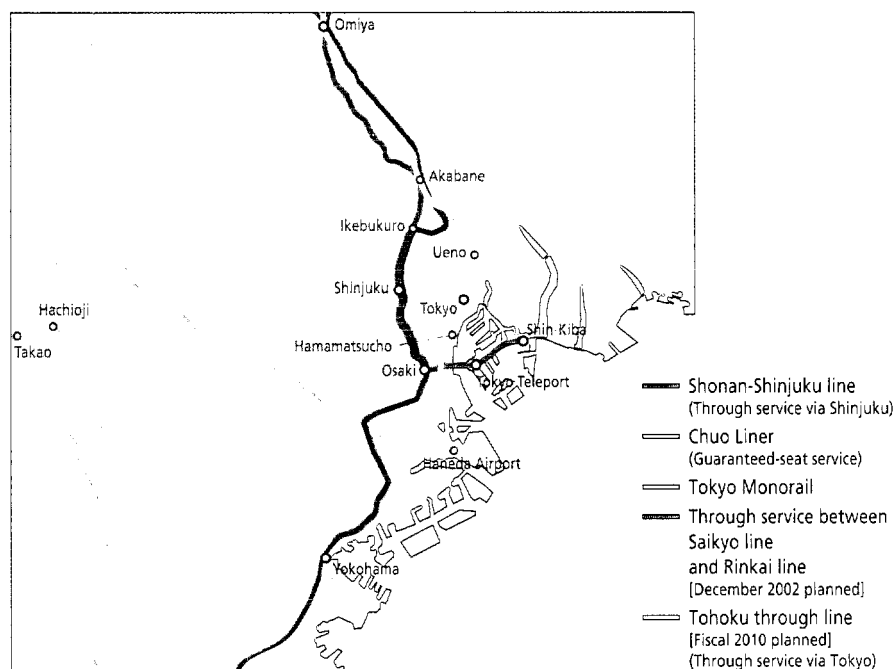 Omiya
Akabane
Ikebukuro
Ueno
Shinjuku
Tokyo
Hachioji
Takao
Hamamatsucho
Shin Kiba
Osaki
Tokyo Teleport
Haneda Airport
Yokohama
Shonan-Shinjuku line
(Through service via Shinjuku)
Chuo Liner
(Guaranteed-seat service)
Tokyo Monorail
Through service between
Saikyo line
and Rinkai line
[December 2002 planned]
Tohoku through line
[Fiscal 2010 planned]
(Through service via Tokyo)